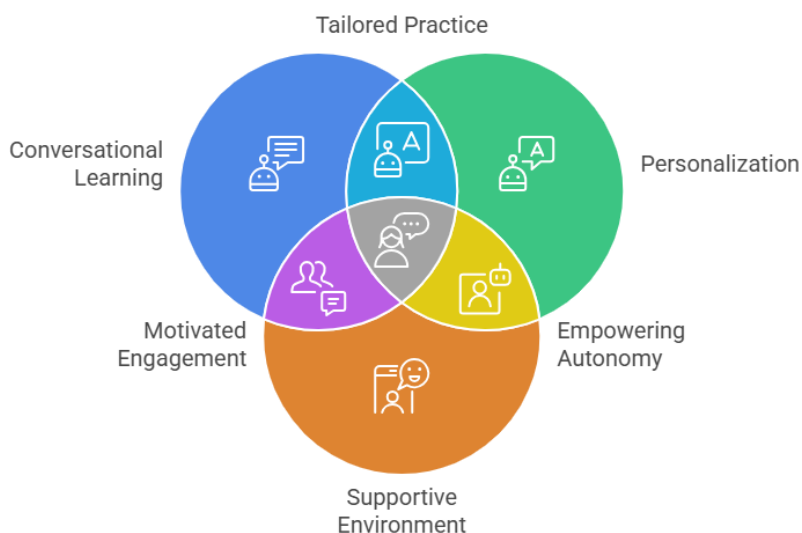 Tailored Practice
Conversational
Learning
Personalization
A
A
Motivated
Engagement
Empowering
Autonomy
Supportive
Environment